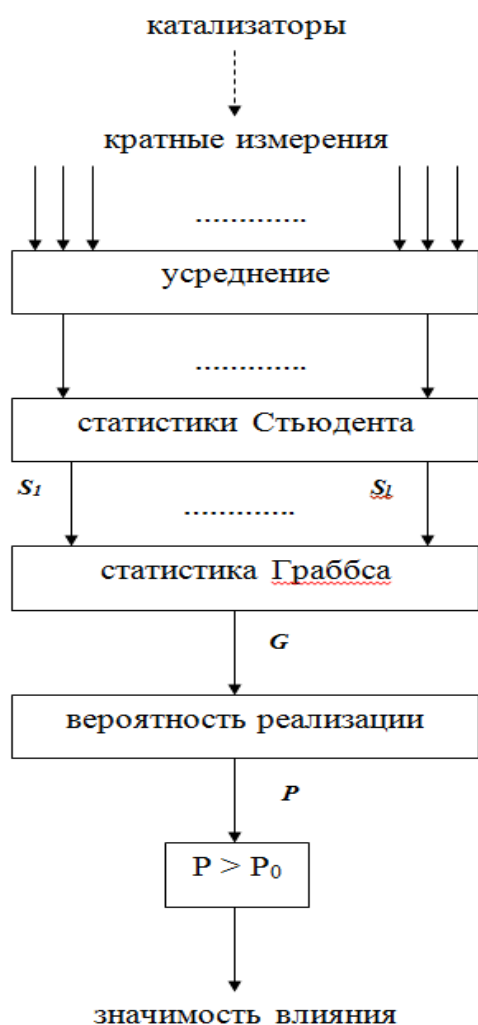 катализаторы
кратные измерения
.............
усреднение
.............
статистики Стьюдента
S₁ Sₗ
.............
статистика Граббса
G
вероятность реализации
P
P > P₀
значимость влияния